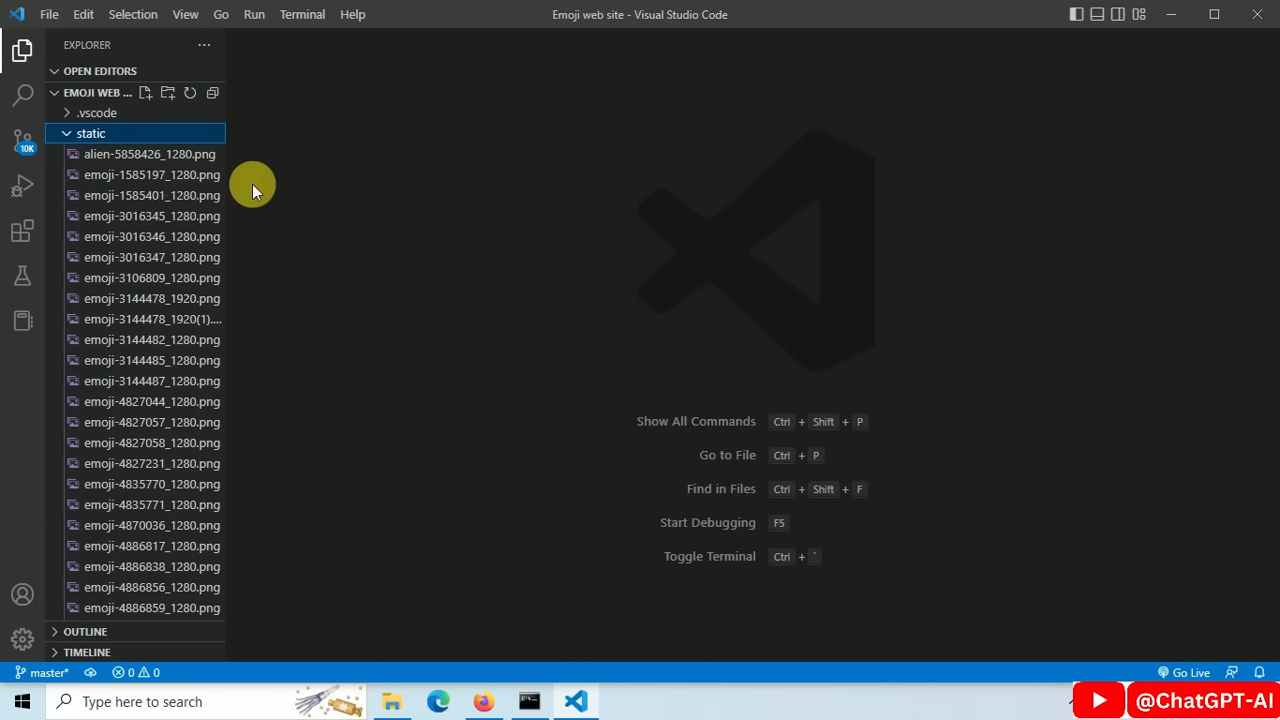 File Edit Selection View Go Run Terminal Help
Emoji web site - Visual Studio Code
EXPLORER
OPEN EDITORS
EMOJI WEB ...
.vscode
static
alien-5858426_1280.png
emoji-1585197_1280.png
emoji-1585401_1280.png
emoji-3016345_1280.png
emoji-3016346_1280.png
emoji-3016347_1280.png
emoji-3106809_1280.png
emoji-3144478_1920.png
emoji-3144478_1920(1)....
emoji-3144482_1280.png
emoji-3144485_1280.png
emoji-3144487_1280.png
emoji-4827044_1280.png
emoji-4827057_1280.png
emoji-4827058_1280.png
emoji-4827231_1280.png
emoji-4835770_1280.png
emoji-4835771_1280.png
emoji-4870036_1280.png
emoji-4886817_1280.png
emoji-4886838_1280.png
emoji-4886856_1280.png
emoji-4886859_1280.png
OUTLINE
TIMELINE
10K
Show All Commands Ctrl + Shift + P
Go to File Ctrl + P
Find in Files Ctrl + Shift + F
Start Debugging F5
Toggle Terminal Ctrl + `
master* 0 0
Go Live
Type here to search
@ChatGPT-AI